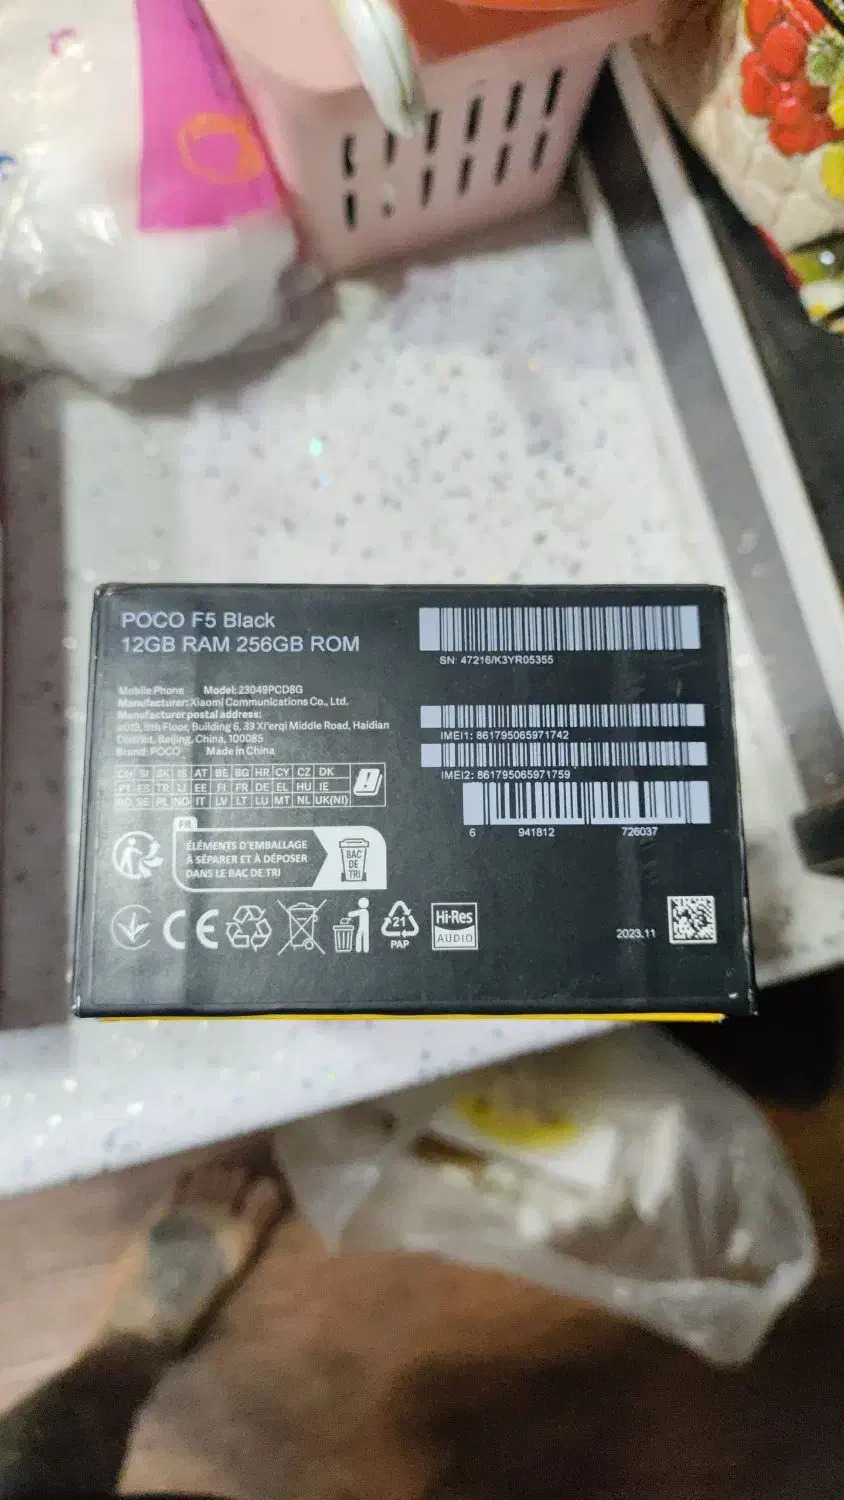 POCO F5 Black
12GB RAM 256GB ROM
Mobile Phone Model: 23049PCD8G
Manufacturer: Xiaomi Communications Co., Ltd.
Manufacturer postal address:
#019, 9th Floor, Building 6, 33 Xi'erqi Middle Road, Haidian
District, Beijing, China, 100085
Brand: POCO Made in China
CH SI SK IS AT BE BG HR CY CZ DK
PT ES TR LI EE FI FR DE EL HU IE
RO SE PL NO IT LV LT LU MT NL UK(NI)
FR
ÉLÉMENTS D'EMBALLAGE
À SÉPARER ET À DÉPOSER
DANS LE BAC DE TRI
BAC
DE
TRI
CE
21
PAP
Hi-Res
AUDIO
SN: 47216/K3YR05355
IMEI1: 861795065971742
IMEI2: 861795065971759
6 941812 726037
2023.11